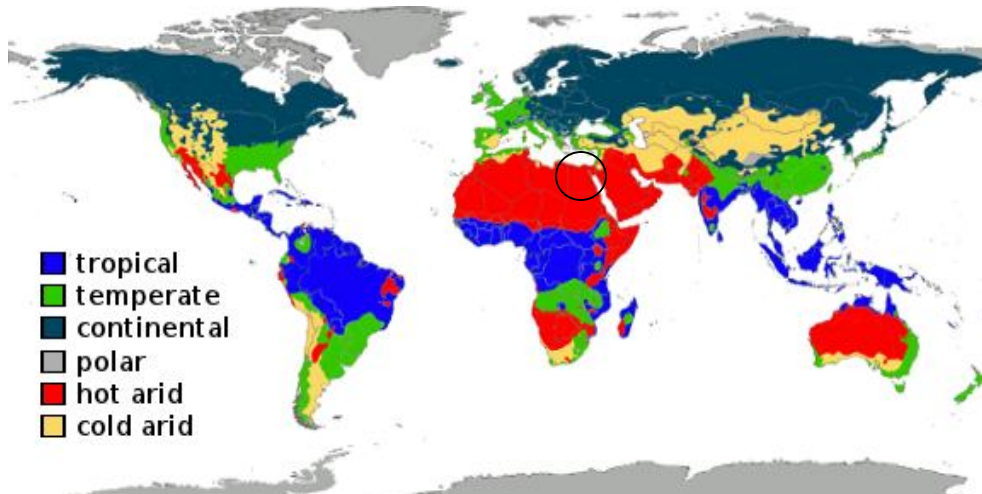 tropical
temperate
continental
polar
hot arid
cold arid